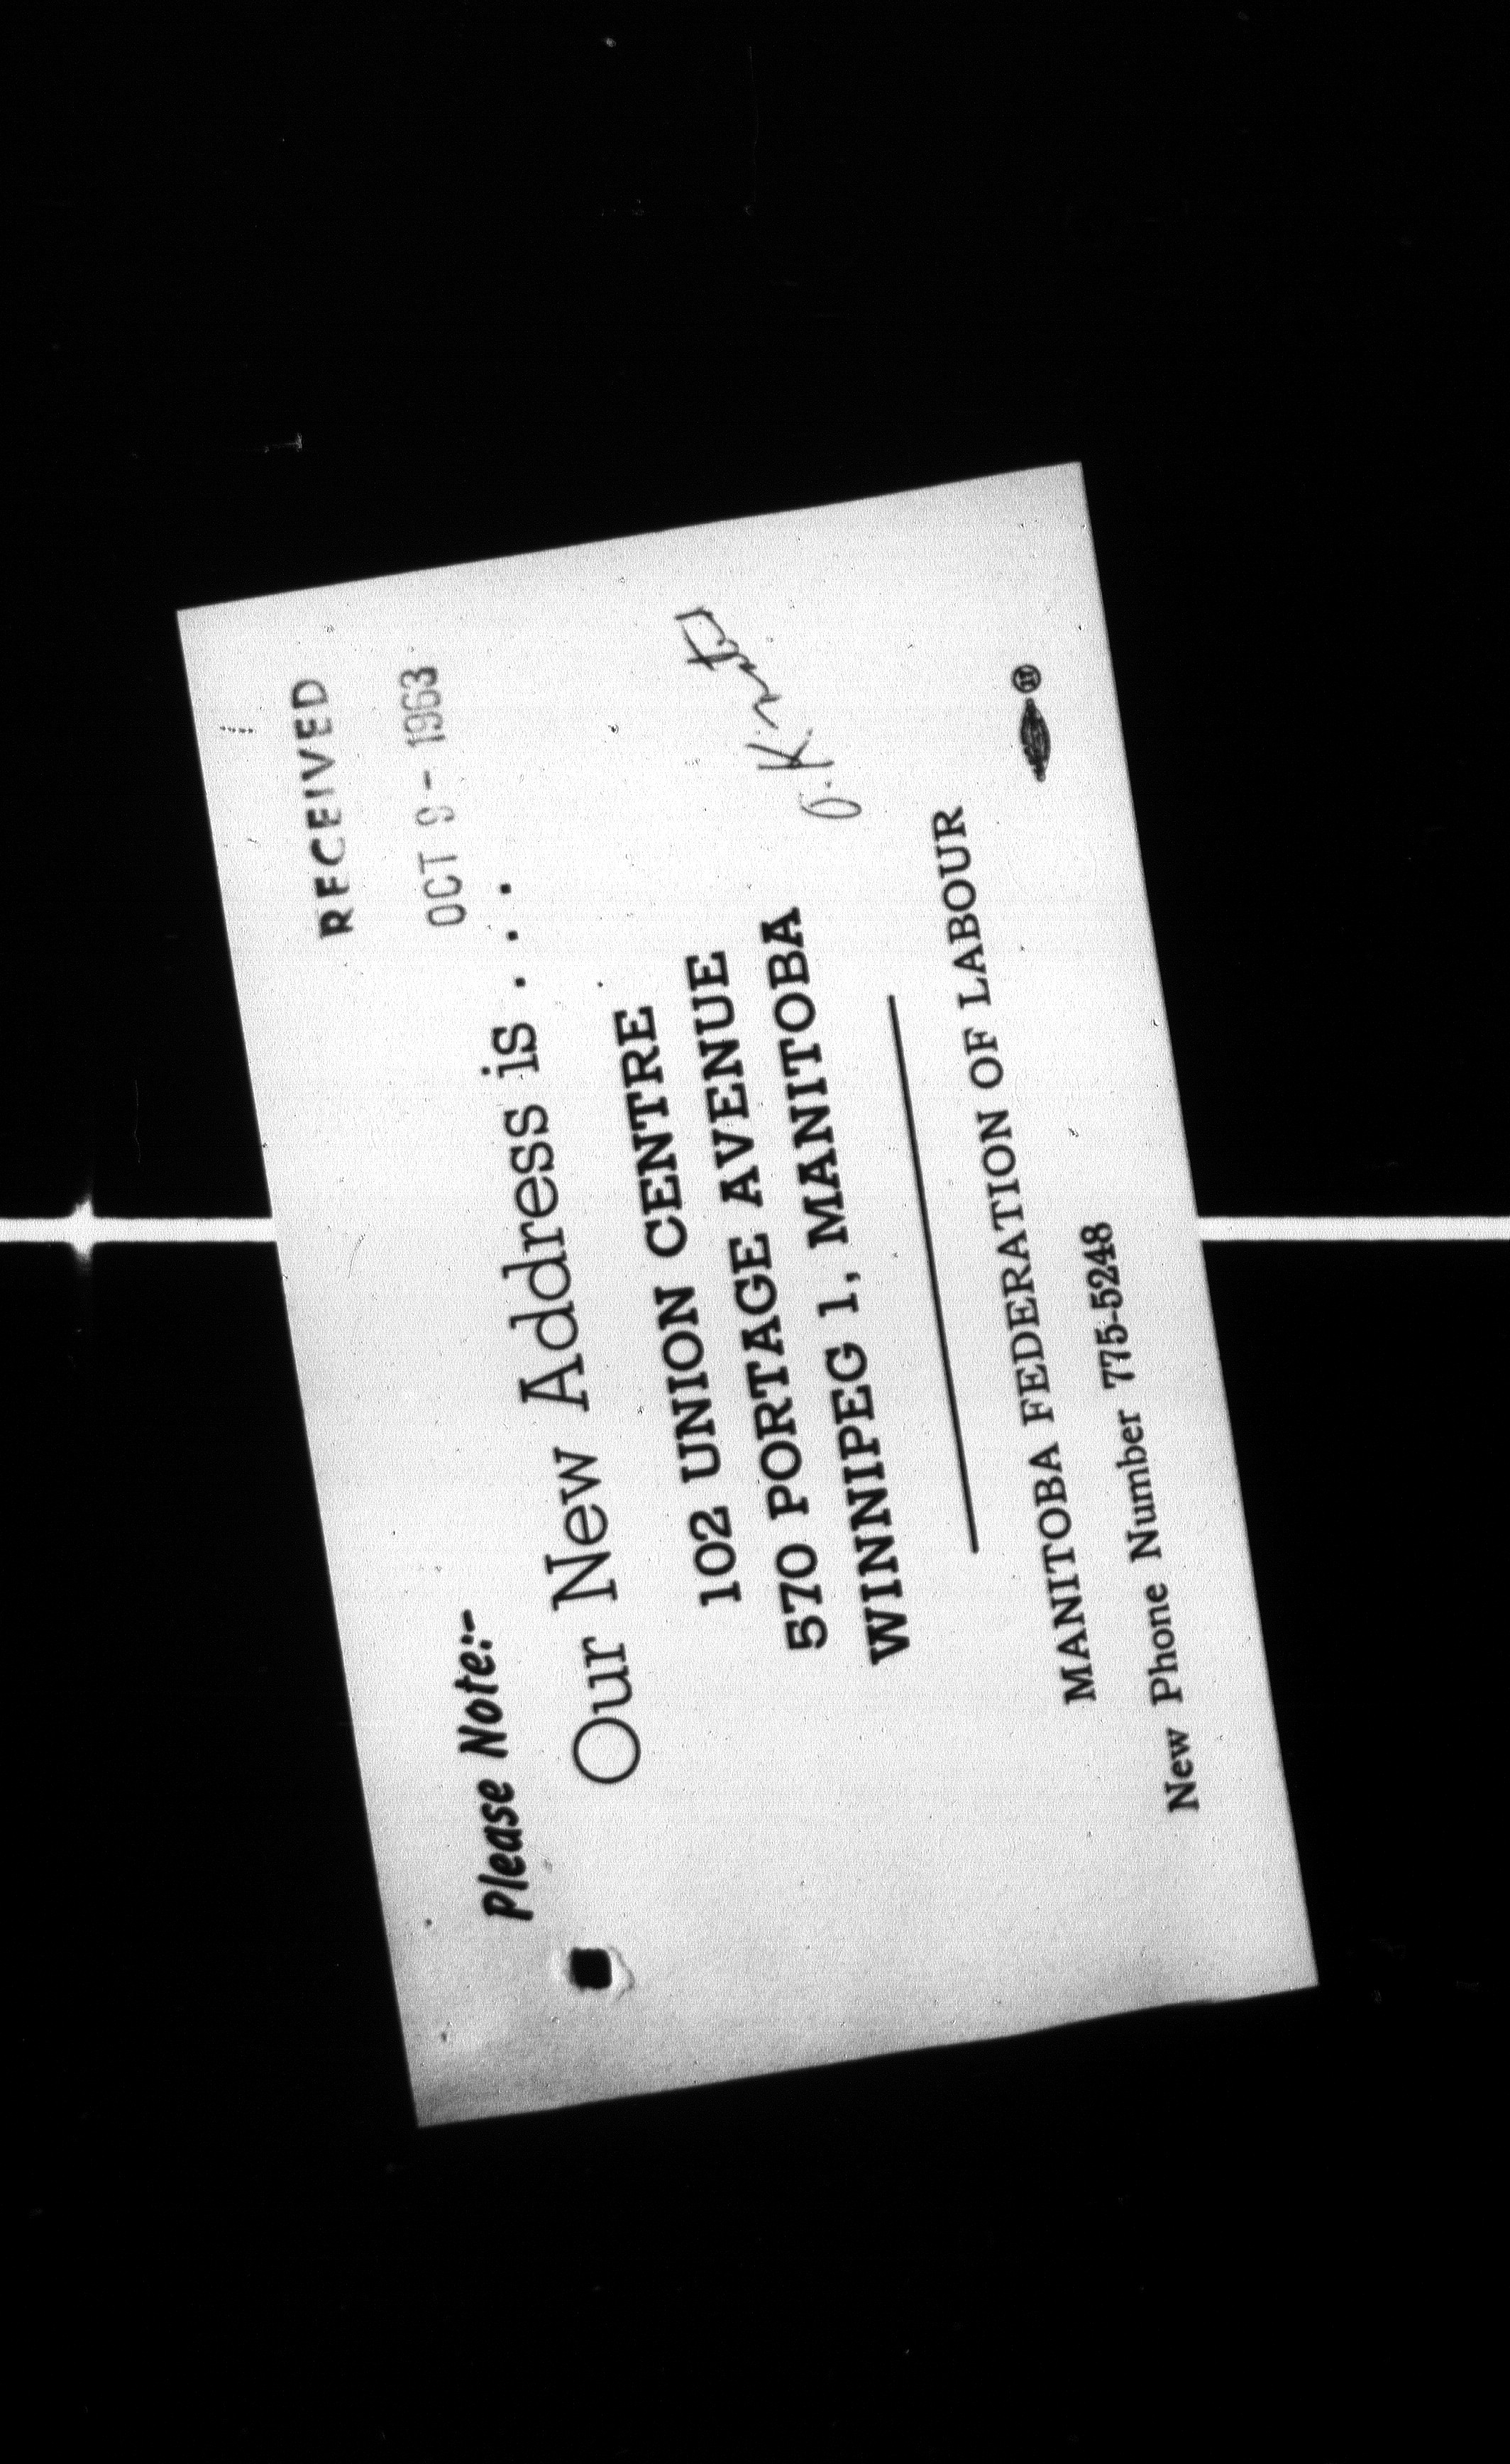 RECEIVED
OCT 9 - 1963
Please Note:-
Our New Address is . . .
102 UNION CENTRE
570 PORTAGE AVENUE
WINNIPEG 1, MANITOBA
O.K.
MANITOBA FEDERATION OF LABOUR
New Phone Number 775-5248